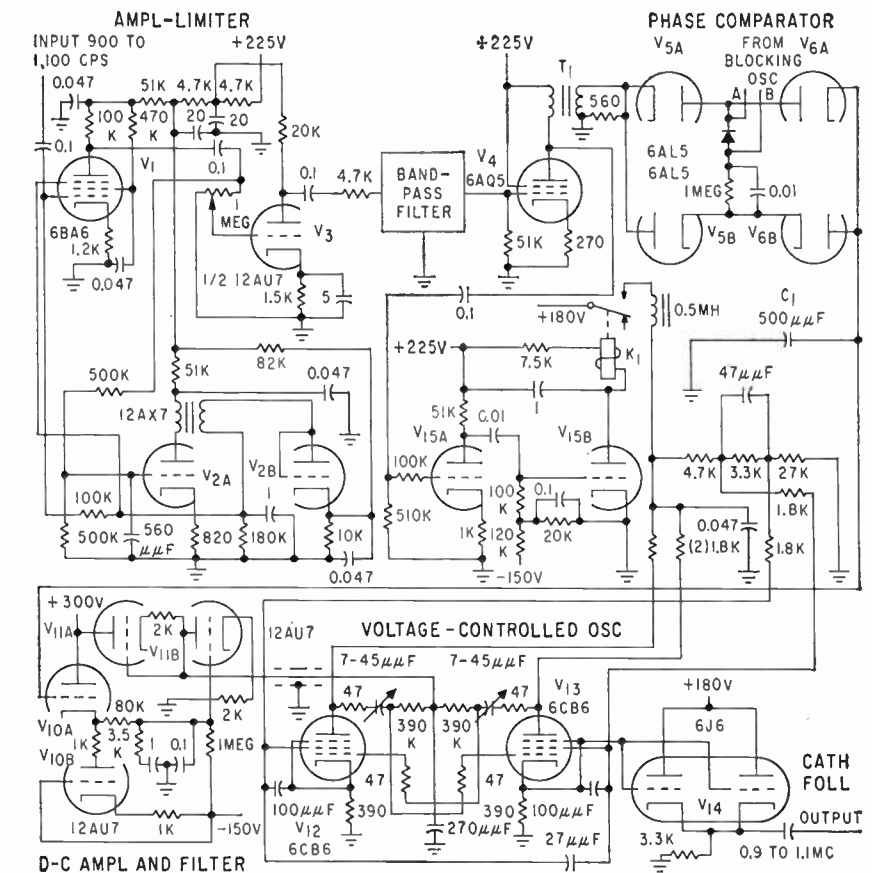 AMPL-LIMITER
PHASE COMPARATOR
INPUT 900 TO
1,100 CPS
+225V
+225V
V5A
FROM
BLOCKING
OSC
V6A
A
B
0.047
51K
4.7K
4.7K
T1
560
100
K
470
K
20
20
20K
0.1
V1
0.1
0.1
4.7K
BAND-
PASS
FILTER
V4
6AQ5
6AL5
6AL5
1MEG
0.01
1
MEG
V3
6BA6
1.2K
0.047
1/2 12AU7
1.5K
5
51K
270
V5B
V6B
0.1
+180V
0.5MH
C1
500μμF
82K
+225V
7.5K
K1
47μμF
500K
51K
0.047
1
12AX7
51K
0.01
V15A
V15B
V2A
V2B
100K
4.7K
3.3K
27K
1.8K
100K
1
100
K
0.1
510K
0.047
500K
560
μμF
820
180K
10K
0.047
1K
120
K
20K
-150V
(2)1.8K
1.8K
+300V
V11A
2K
V11B
12AU7
VOLTAGE-CONTROLLED OSC
7-45μμF
7-45μμF
2K
47
47
V13
6CB6
+180V
6J6
V10A
80K
3.5
K
1K
1
0.1
1MEG
390
K
390
K
CATH
FOLL
V10B
47
47
V14
12AU7
1K
-150V
100μμF
390
V12
6CB6
270μμF
390
100μμF
27μμF
3.3K
OUTPUT
0.9 TO 1.1MC
D-C AMPL AND FILTER